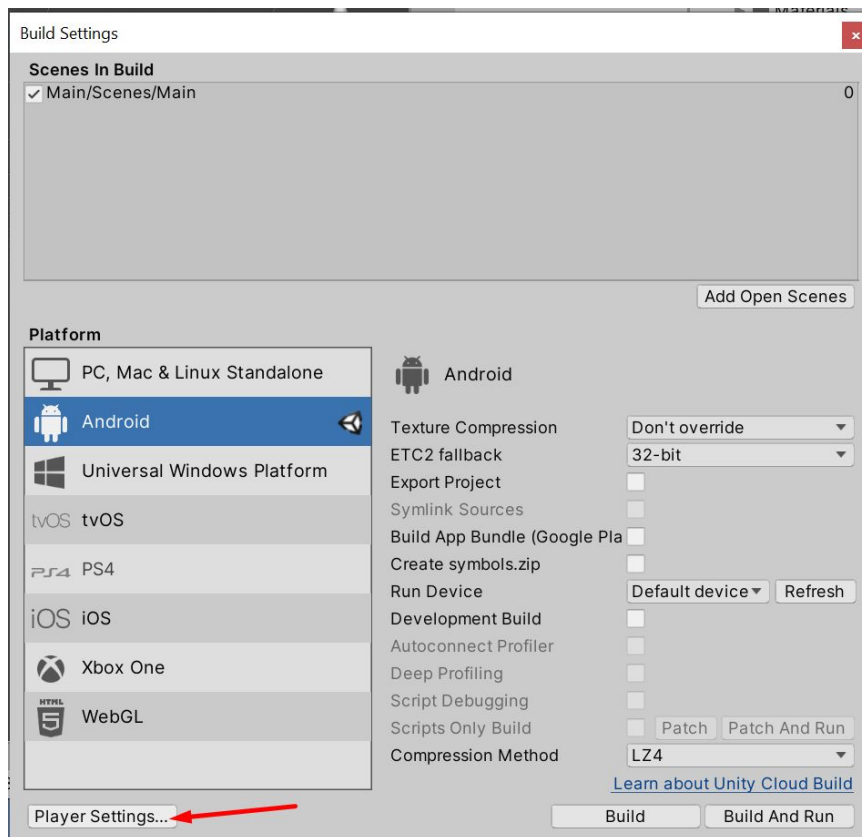 Materials
Build Settings
Scenes In Build
Main/Scenes/Main 0
Add Open Scenes
Platform
PC, Mac & Linux Standalone
Android
Universal Windows Platform
tvOS tvOS
PS4 PS4
iOS iOS
Xbox One
HTML 5 WebGL
Android
Texture Compression Don't override
ETC2 fallback 32-bit
Export Project
Symlink Sources
Build App Bundle (Google Pla
Create symbols.zip
Run Device Default device Refresh
Development Build
Autoconnect Profiler
Deep Profiling
Script Debugging
Scripts Only Build Patch Patch And Run
Compression Method LZ4
Learn about Unity Cloud Build
Player Settings... Build Build And Run